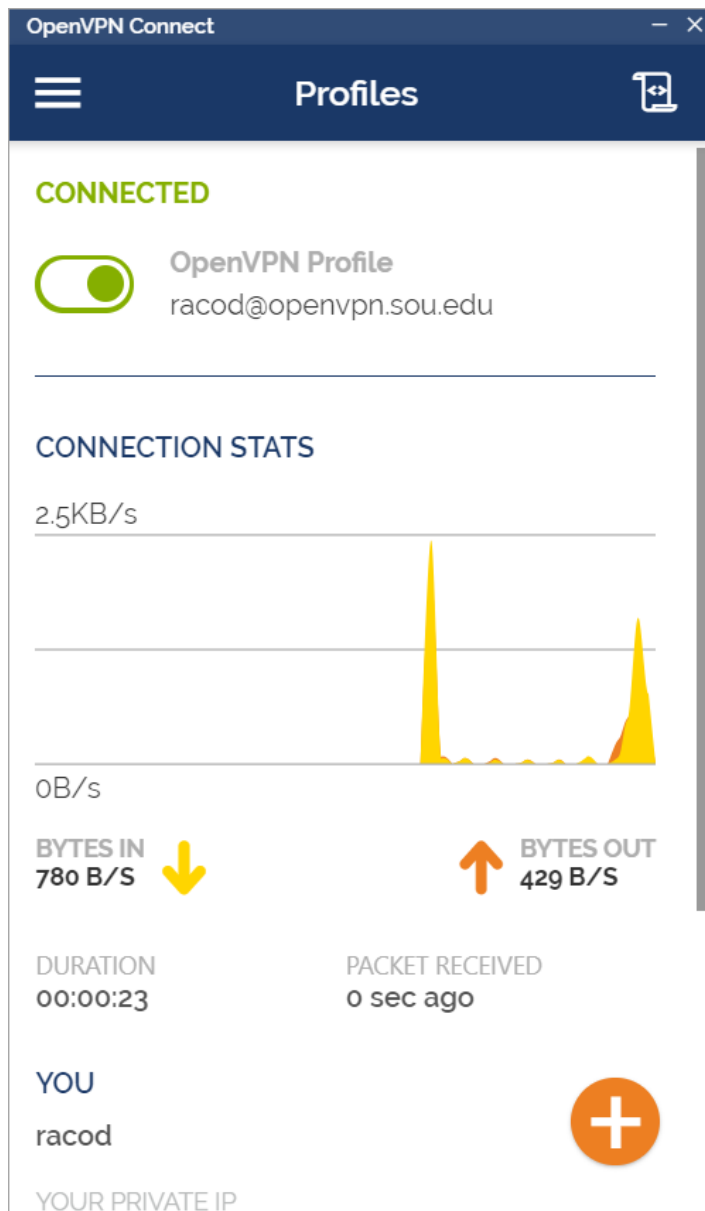 OpenVPN Connect
Profiles
CONNECTED
OpenVPN Profile
racod@openvpn.sou.edu
CONNECTION STATS
2.5KB/s
0B/s
BYTES IN
780 B/S
BYTES OUT
429 B/S
DURATION
00:00:23
PACKET RECEIVED
0 sec ago
YOU
racod
YOUR PRIVATE IP